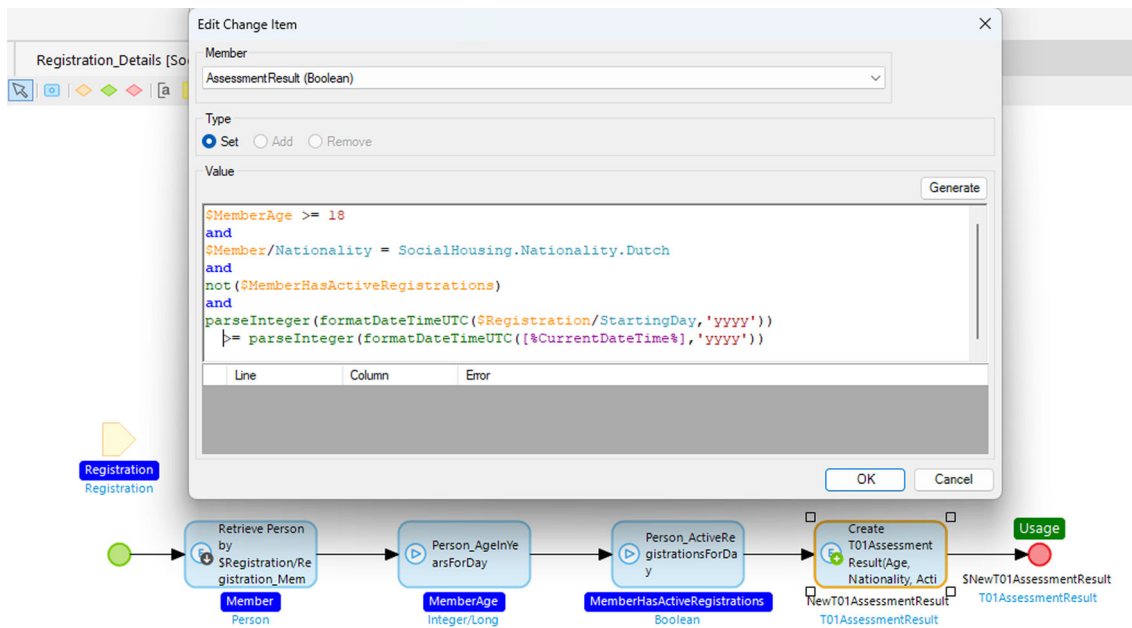 Edit Change Item
Registration_Details [So
Member
AssessmentResult (Boolean)
[a
Type
Set Add Remove
Value
Generate
$MemberAge >= 18
and
$Member/Nationality = SocialHousing.Nationality.Dutch
and
not($MemberHasActiveRegistrations)
and
parseInteger(formatDateTimeUTC($Registration/StartingDay,'yyyy'))
>= parseInteger(formatDateTimeUTC([%CurrentDateTime%],'yyyy'))
Line Column Error
OK Cancel
Registration
Registration
Retrieve Person
by
$Registration/Re
gistration_Mem
Member
Person
Person_AgeInYe
arsForDay
MemberAge
Integer/Long
Person_ActiveRe
gistrationsForDa
y
MemberHasActiveRegistrations
Boolean
Create
T01Assessment
Result(Age,
Nationality, Acti
NewT01AssessmentResult
T01AssessmentResult
Usage
$NewT01AssessmentResult
T01AssessmentResult